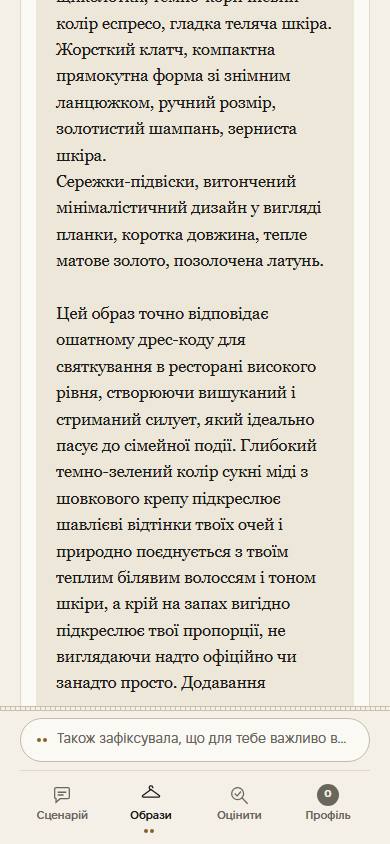 колір еспресо, гладка теляча шкіра.
Жорсткий клатч, компактна
прямокутна форма зі знімним
ланцюжком, ручний розмір,
золотистий шампань, зерниста
шкіра.
Сережки-підвіски, витончений
мінімалістичний дизайн у вигляді
планки, коротка довжина, тепле
матове золото, позолочена латунь.
Цей образ точно відповідає
ошатному дрес-коду для
святкування в ресторані високого
рівня, створюючи вишуканий і
стриманий силует, який ідеально
пасує до сімейної події. Глибокий
темно-зелений колір сукні міді з
шовкового крепу підкреслює
шавлієві відтінки твоїх очей і
природно поєднується з твоїм
теплим білявим волоссям і тоном
шкіри, а крій на запах вигідно
підкреслює твої пропорції, не
виглядаючи надто офіційно чи
занадто просто. Додавання
Також зафіксувала, що для тебе важливо в...
Сценарій
Образи
Оцінити
0
Профіль